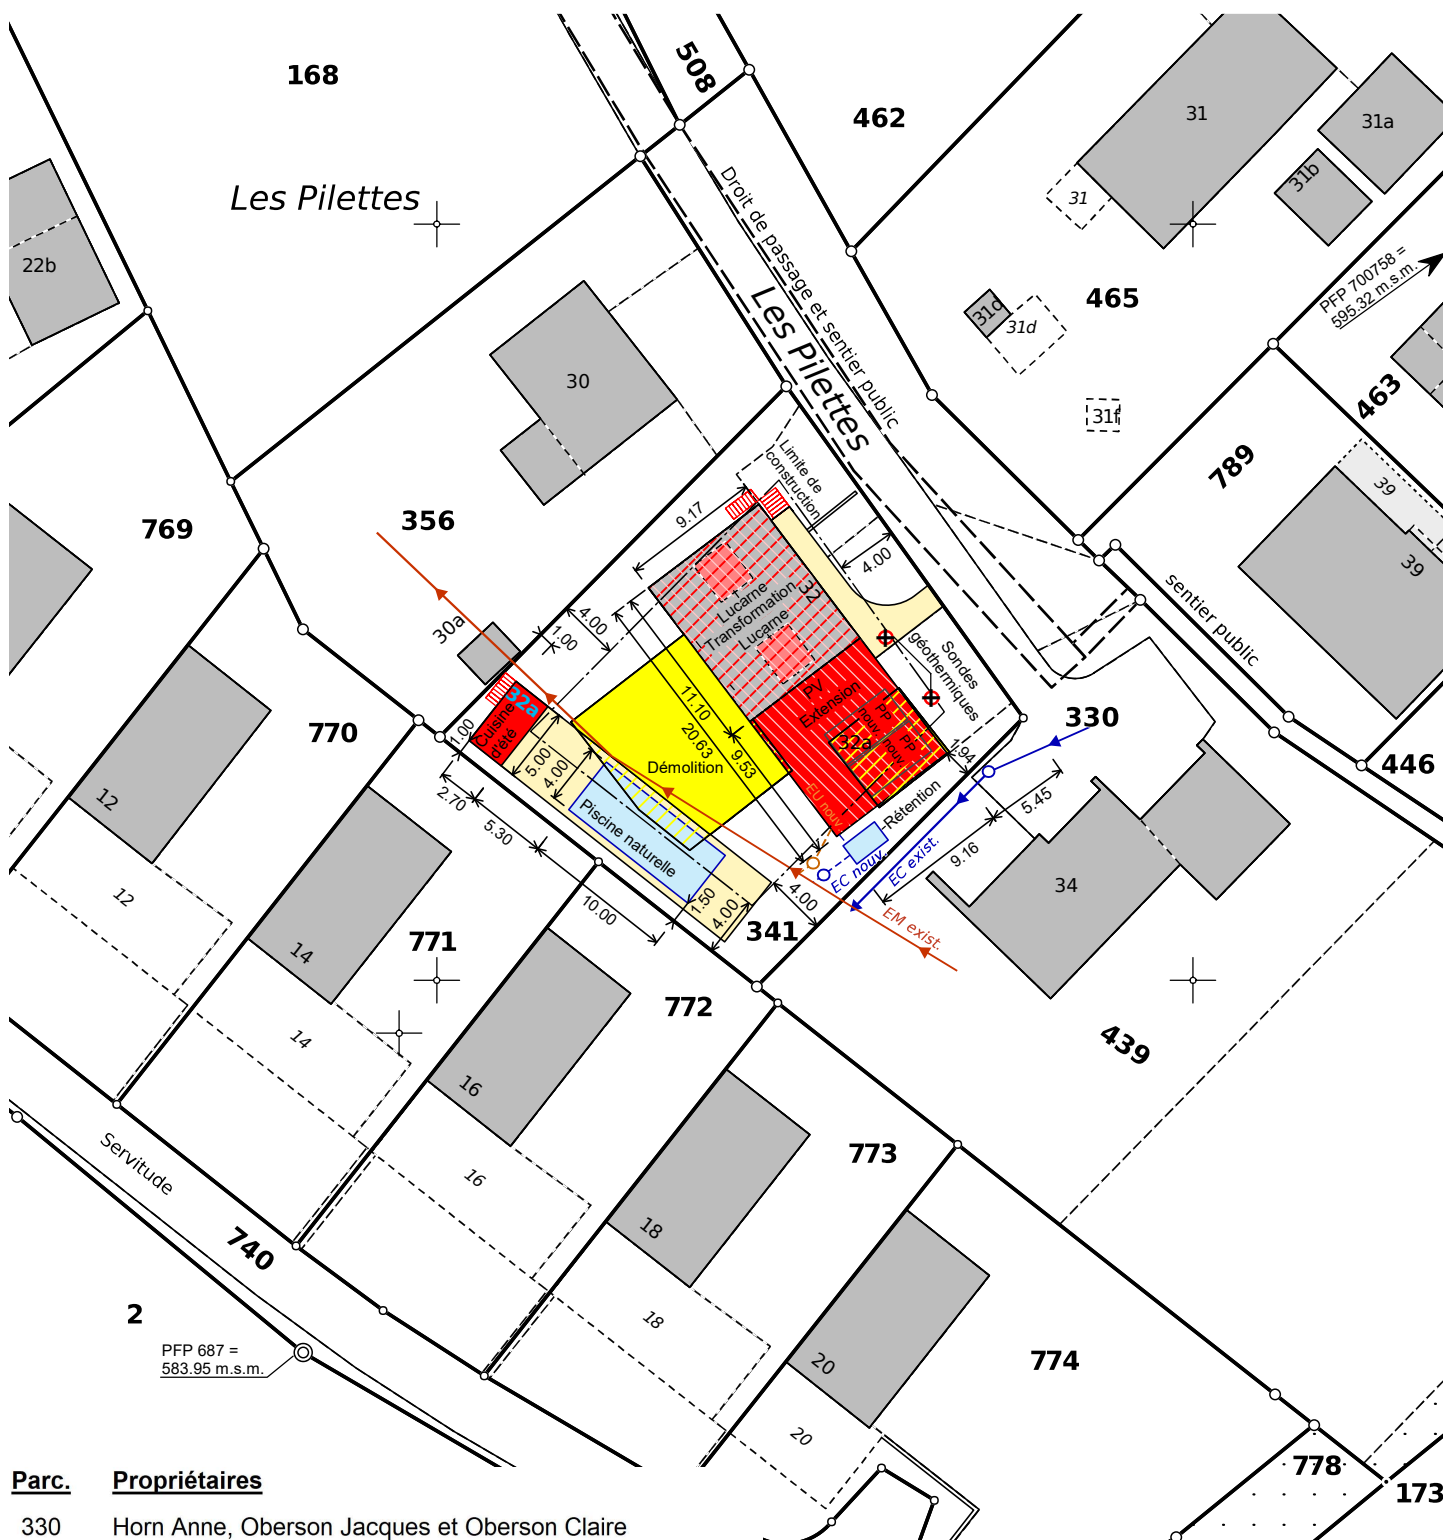 168
508
462
31
31a
31b
31
Les Pilettes
22b
Droit de passage et sentier public
465
PFP 700758 =
595.32 m.s.m.
31c
31d
Les Pilettes
30
31f
463
789
39
39
356
769
Limite de
construction
9.17
4.00
32
Lucarne
Transformation
Lucarne
30a
4.00
1.00
sentier public
Sondes
géothermiques
PV
Extension
PP
nouv.
PP
nouv.
32a
32a
Cuisine
d'été
11.10
20.63
9.53
Démolition
330
770
1.00
5.00
4.00
1.94
446
2.70
5.30
Piscine naturelle
EU nouv.
Rétention
5.45
9.16
EC exist.
EC nouv.
12
12
10.00
1.50
4.00
4.00
34
341
EM exist.
771
14
14
772
439
16
16
773
Servitude
18
740
18
2
PFP 687 =
583.95 m.s.m.
774
20
20
778
173
Parc. Propriétaires
330 Horn Anne, Oberson Jacques et Oberson Claire